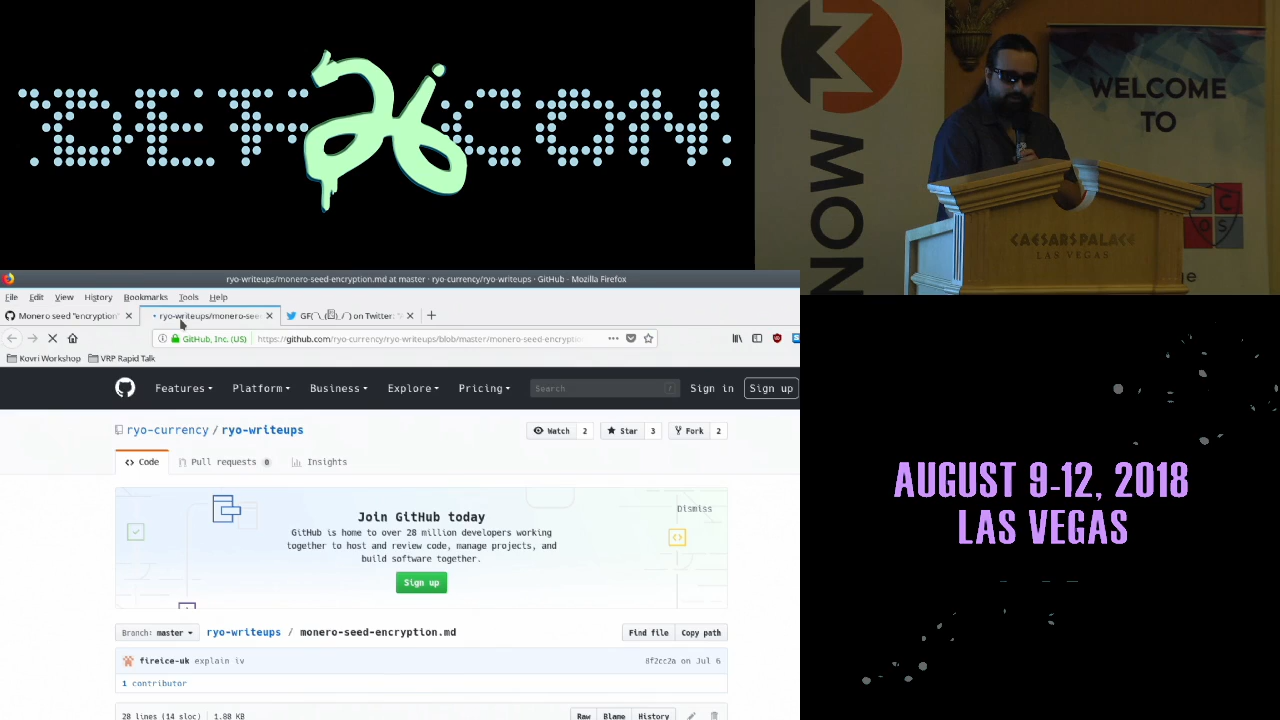 DEF 26 CON
MONE
WELCOME
TO
CAESARS PALACE
LAS VEGAS
SC
OS
ge
ryo-writeups/monero-seed-encryption.md at master · ryo-currency/ryo-writeups · GitHub - Mozilla Firefox
File Edit View History Bookmarks Tools Help
Monero seed "encryption"
ryo-writeups/monero-see
on Twitter: "
GitHub, Inc. (US)
https://github.com/ryo-currency/ryo-writeups/blob/master/monero-seed-encryptio
Kovri Workshop VRP Rapid Talk
Features Platform Business Explore Pricing Search / Sign in Sign up
ryo-currency / ryo-writeups
Watch 2 Star 3 Fork 2
Code Pull requests 0 Insights
Join GitHub today
Dismiss
GitHub is home to over 28 million developers working
together to host and review code, manage projects, and
build software together.
Sign up
Branch: master ryo-writeups / monero-seed-encryption.md Find file Copy path
fireice-uk explain iv 8f2cc2a on Jul 6
1 contributor
28 lines (14 sloc) 1.88 KB Raw Blame History
AUGUST 9-12, 2018
LAS VEGAS